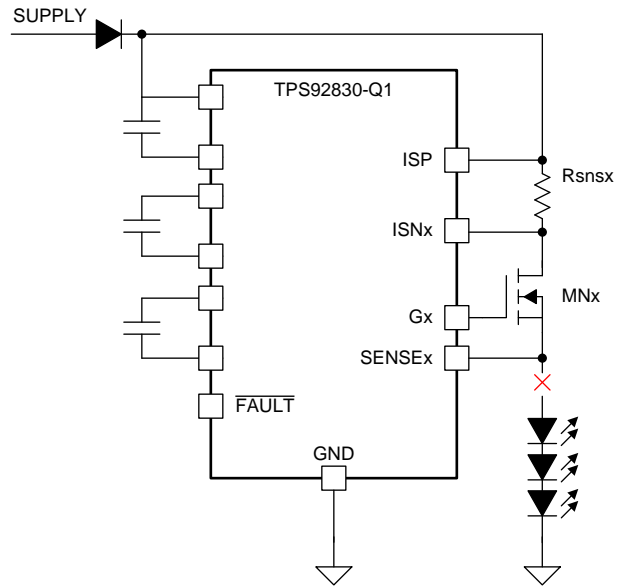 SUPPLY
TPS92830-Q1
ISP
Rsnsx
ISNx
MNx
Gx
SENSEx
FAULT
GND